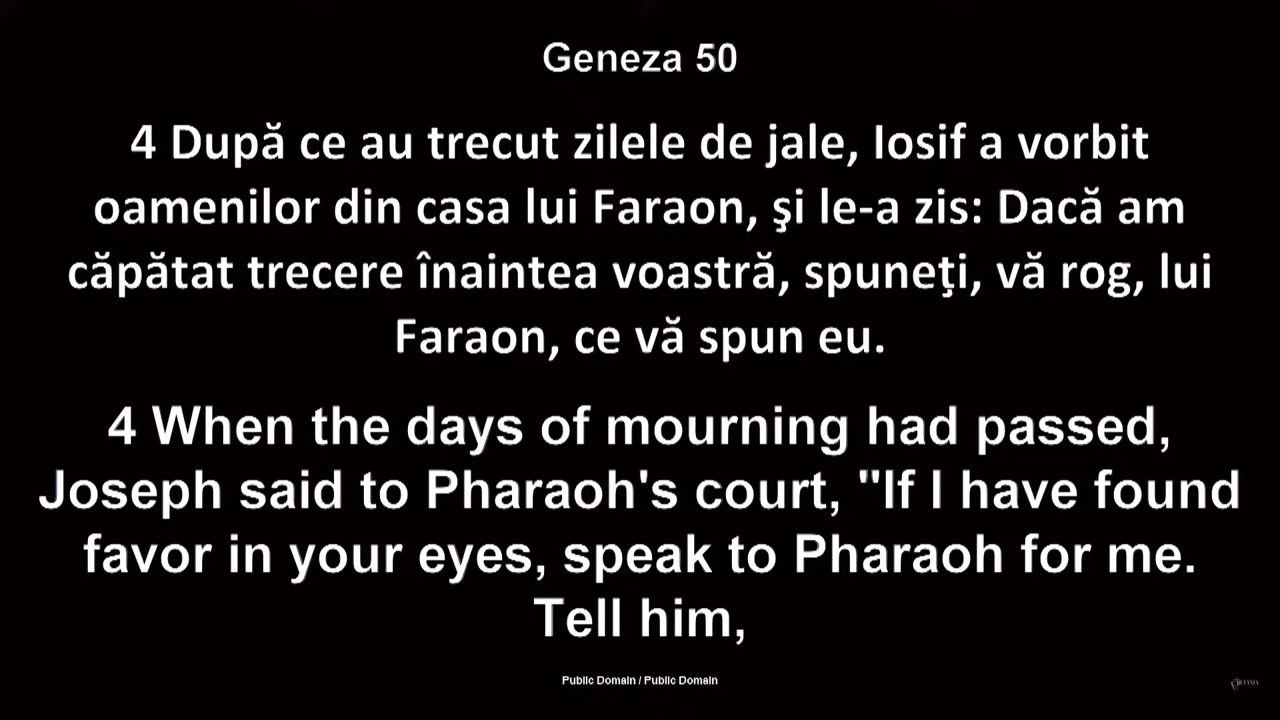 Geneza 50
4 După ce au trecut zilele de jale, Iosif a vorbit
oamenilor din casa lui Faraon, şi le-a zis: Dacă am
căpătat trecere înaintea voastră, spuneţi, vă rog, lui
Faraon, ce vă spun eu.
4 When the days of mourning had passed,
Joseph said to Pharaoh's court, "If I have found
favor in your eyes, speak to Pharaoh for me.
Tell him,
Public Domain / Public Domain